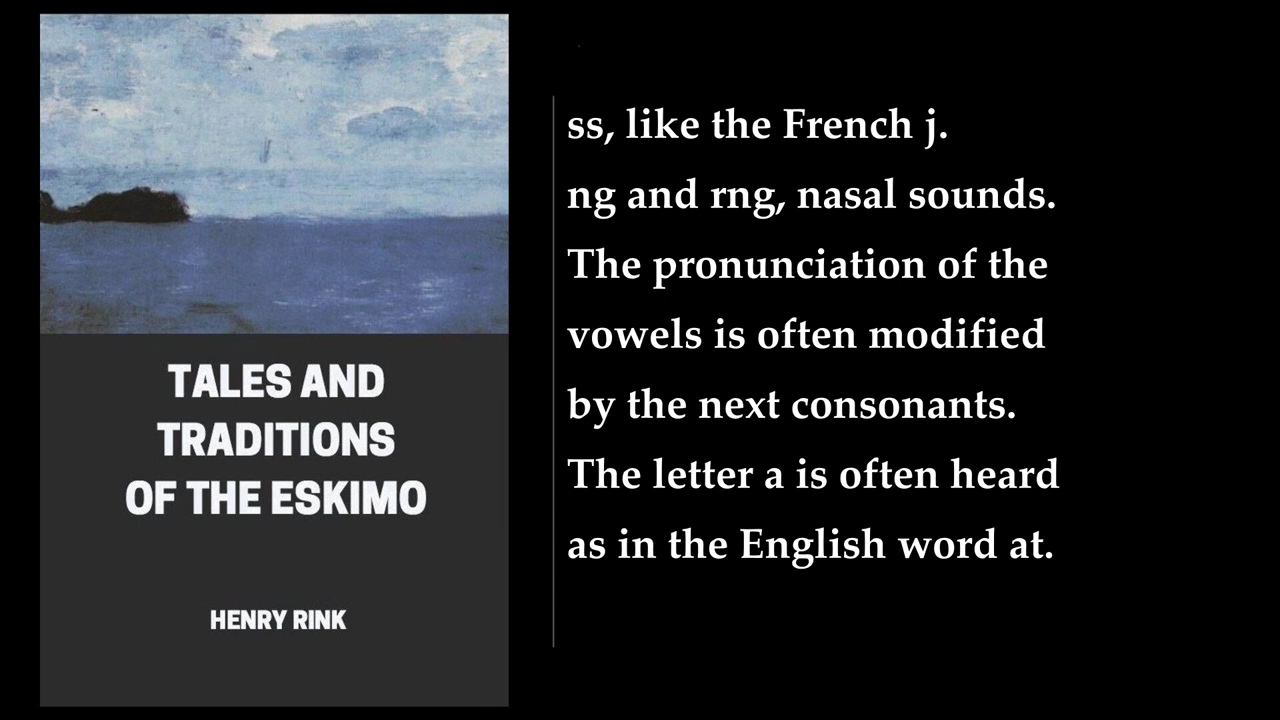 TALES AND
TRADITIONS
OF THE ESKIMO
HENRY RINK
ss, like the French j.
ng and rng, nasal sounds.
The pronunciation of the
vowels is often modified
by the next consonants.
The letter a is often heard
as in the English word at.